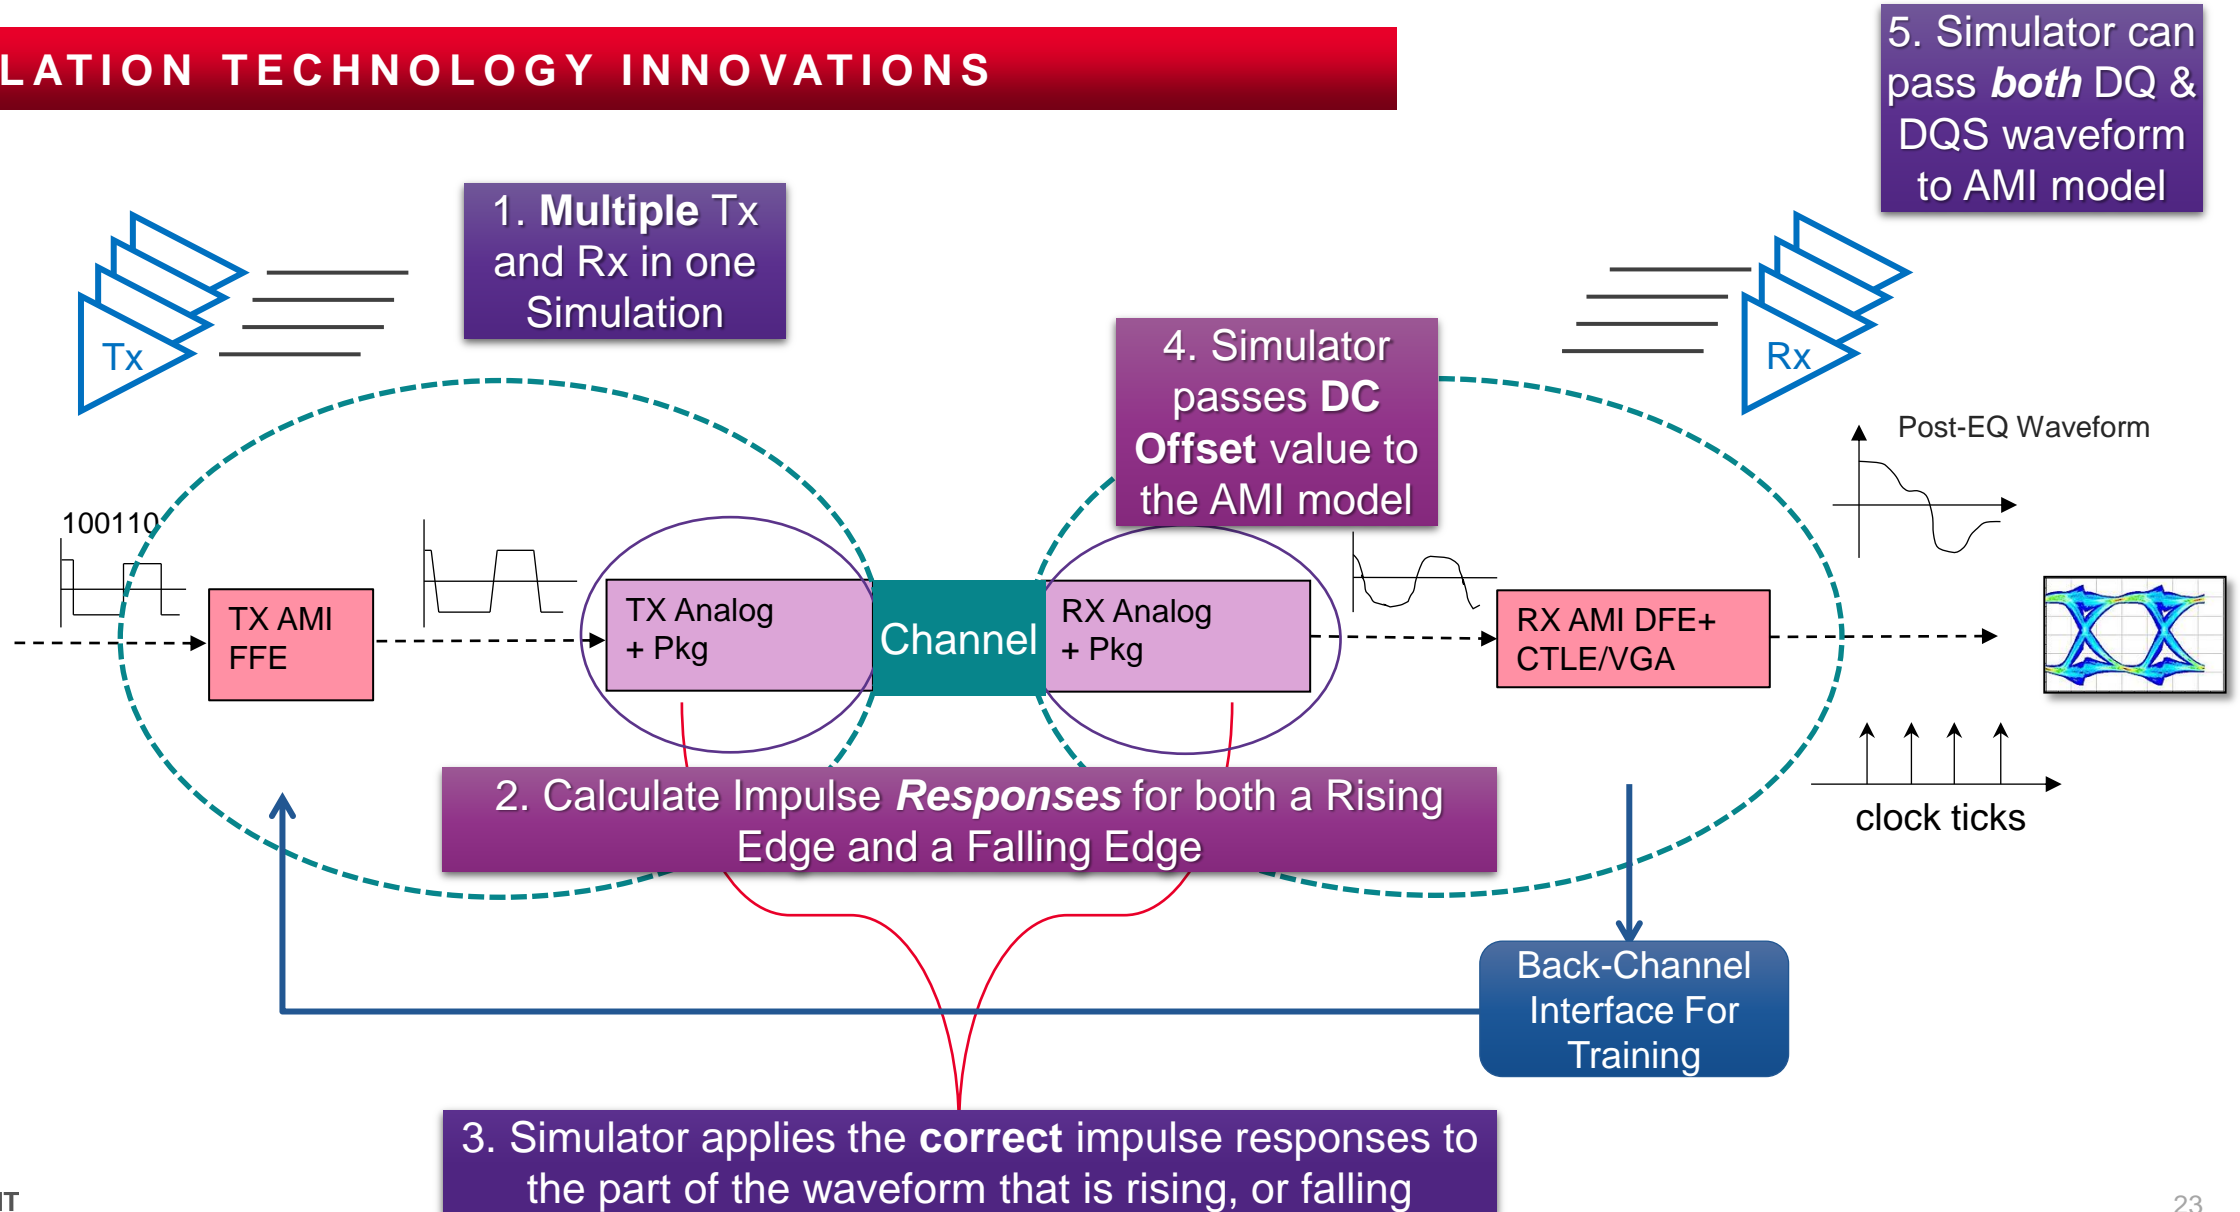 LATION TECHNOLOGY INNOVATIONS
5. Simulator can
pass both DQ &
DQS waveform
to AMI model
1. Multiple Tx
and Rx in one
Simulation
Tx
4. Simulator
passes DC
Offset value to
the AMI model
Rx
Post-EQ Waveform
100110
TX AMI
FFE
TX Analog
+ Pkg
Channel
RX Analog
+ Pkg
RX AMI DFE+
CTLE/VGA
clock ticks
2. Calculate Impulse Responses for both a Rising
Edge and a Falling Edge
Back-Channel
Interface For
Training
3. Simulator applies the correct impulse responses to
the part of the waveform that is rising, or falling
23